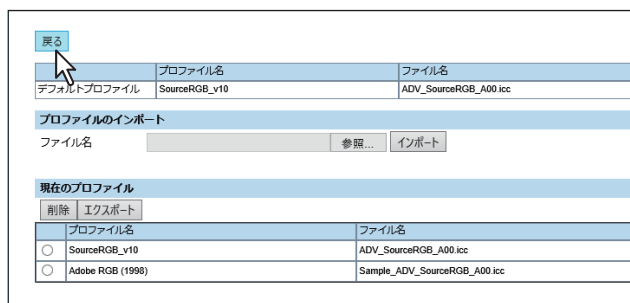 戻る
プロファイル名 ファイル名
デフォルトプロファイル SourceRGB_v10 ADV_SourceRGB_A00.icc
プロファイルのインポート
ファイル名 参照... インポート
現在のプロファイル
削除 エクスポート
プロファイル名 ファイル名
SourceRGB_v10 ADV_SourceRGB_A00.icc
Adobe RGB (1998) Sample_ADV_SourceRGB_A00.icc